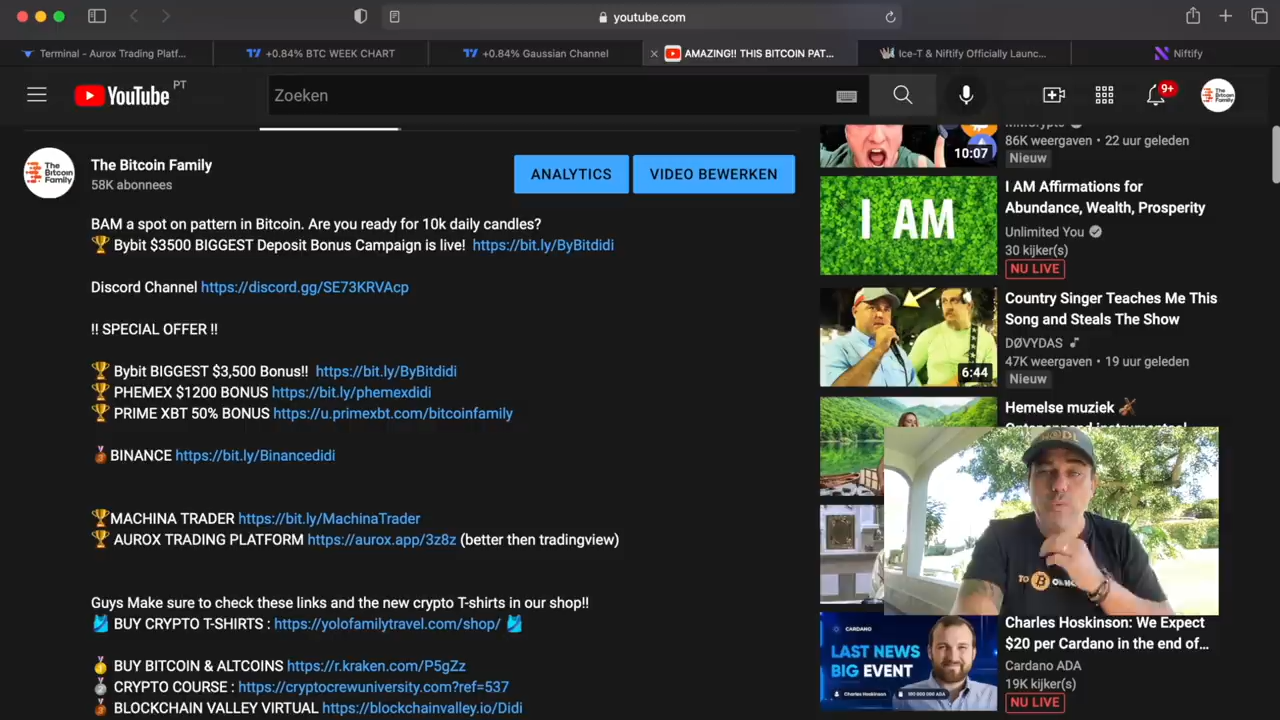 youtube.com
Terminal - Aurox Trading Platf...
+0.84% BTC WEEK CHART
+0.84% Gaussian Channel
AMAZING!! THIS BITCOIN PAT...
Ice-T & Niftify Officially Launc...
Niftify
YouTube PT
Zoeken
9+
The Bitcoin Family
The Bitcoin Family
58K abonnees
ANALYTICS
VIDEO BEWERKEN
BAM a spot on pattern in Bitcoin. Are you ready for 10k daily candles?
🏆 Bybit $3500 BIGGEST Deposit Bonus Campaign is live! https://bit.ly/ByBitdidi
Discord Channel https://discord.gg/SE73KRVAcp
!! SPECIAL OFFER !!
🏆 Bybit BIGGEST $3,500 Bonus!! https://bit.ly/ByBitdidi
🏆 PHEMEX $1200 BONUS https://bit.ly/phemexdidi
🏆 PRIME XBT 50% BONUS https://u.primexbt.com/bitcoinfamily
🥉BINANCE https://bit.ly/Binancedidi
🏆MACHINA TRADER https://bit.ly/MachinaTrader
🏆 AUROX TRADING PLATFORM https://aurox.app/3z8z (better then tradingview)
Guys Make sure to check these links and the new crypto T-shirts in our shop!!
🎽 BUY CRYPTO T-SHIRTS : https://yolofamilytravel.com/shop/ 🎽
🥇 BUY BITCOIN & ALTCOINS https://r.kraken.com/P5gZz
🥈 CRYPTO COURSE : https://cryptocrewuniversity.com?ref=537
🥉 BLOCKCHAIN VALLEY VIRTUAL http://blockchainvalley.io/Didi
10:07
86K weergaven • 22 uur geleden
Nieuw
I AM
I AM Affirmations for
Abundance, Wealth, Prosperity
Unlimited You
30 kijker(s)
NU LIVE
6:44
Country Singer Teaches Me This
Song and Steals The Show
DØVYDAS
47K weergaven • 19 uur geleden
Nieuw
Hemelse muziek 🎻
CARDANO
LAST NEWS
BIG EVENT
Charles Hoskinson
Charles Hoskinson: We Expect
$20 per Cardano in the end of...
Cardano ADA
19K kijker(s)
NU LIVE